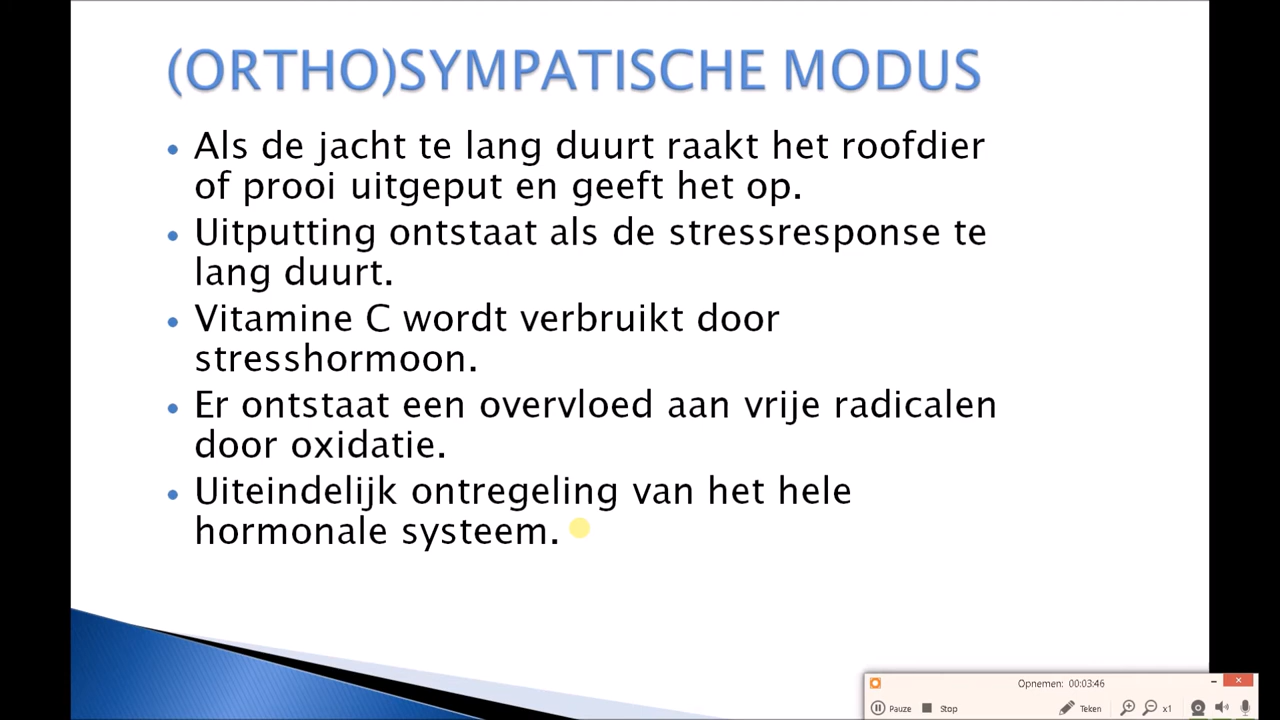 (ORTHO)SYMPATISCHE MODUS
• Als de jacht te lang duurt raakt het roofdier
of prooi uitgeput en geeft het op.
• Uitputting ontstaat als de stressresponse te
lang duurt.
• Vitamine C wordt verbruikt door
stresshormoon.
• Er ontstaat een overvloed aan vrije radicalen
door oxidatie.
• Uiteindelijk ontregeling van het hele
hormonale systeem.
Opnemen: 00:03:46
Pauze Stop Teken x1